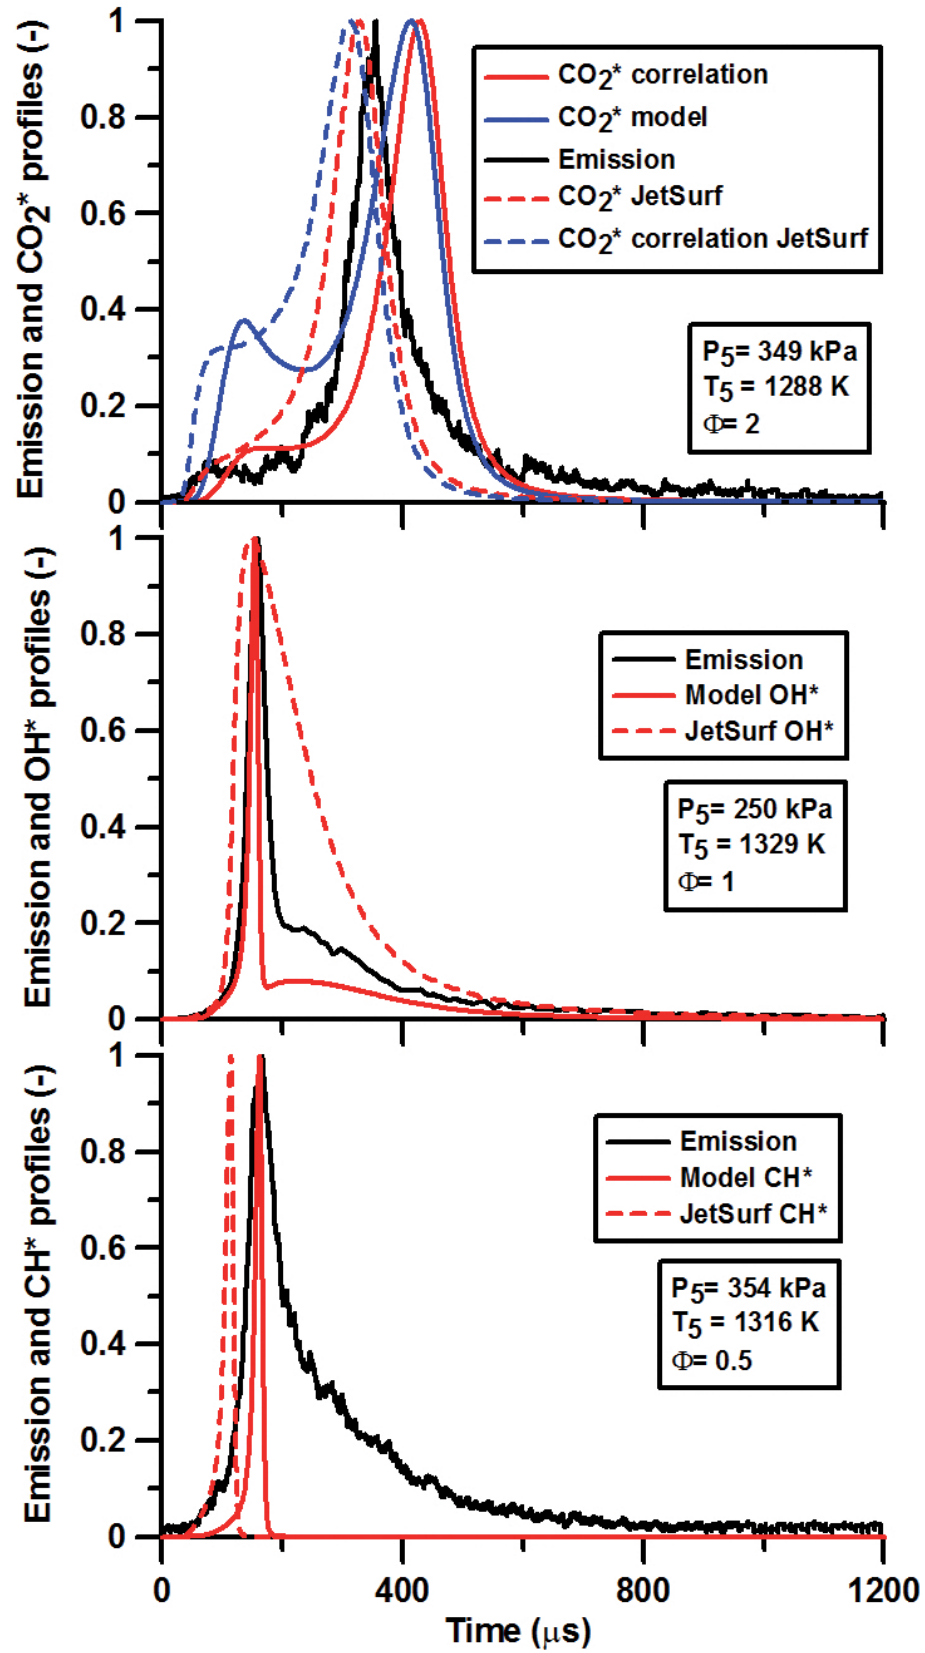 Emission and CO2* profiles (-)
1
0.8
0.6
0.4
0.2
0
CO2* correlation
CO2* model
Emission
CO2* JetSurf
CO2* correlation JetSurf
P5= 349 kPa
T5 = 1288 K
Φ= 2
400
800
1200
Emission and OH* profiles (-)
1
0.8
0.6
0.4
0.2
0
Emission
Model OH*
JetSurf OH*
P5= 250 kPa
T5 = 1329 K
Φ= 1
Emission and CH* profiles (-)
1
0.8
0.6
0.4
0.2
0
Emission
Model CH*
JetSurf CH*
P5= 354 kPa
T5 = 1316 K
Φ= 0.5
0
400
800
1200
Time (μs)